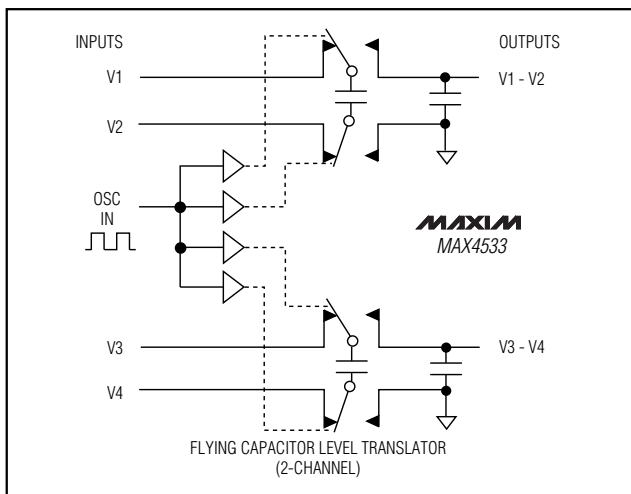 INPUTS
OUTPUTS
V1
V1 - V2
V2
OSC
IN
MAXIM
MAX4533
V3
V3 - V4
V4
FLYING CAPACITOR LEVEL TRANSLATOR
(2-CHANNEL)